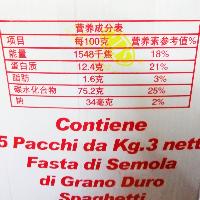 营养成分表
项目 每100克 营养素参考值%
能量 1548千焦 18%
蛋白质 12.4克 21%
脂肪 1.6克 3%
碳水化合物 75.2克 25%
钠 34毫克 2%
Contiene
5 Pacchi da Kg.3 nett
Fasta di Semola
di Grano Duro
Spaghetti